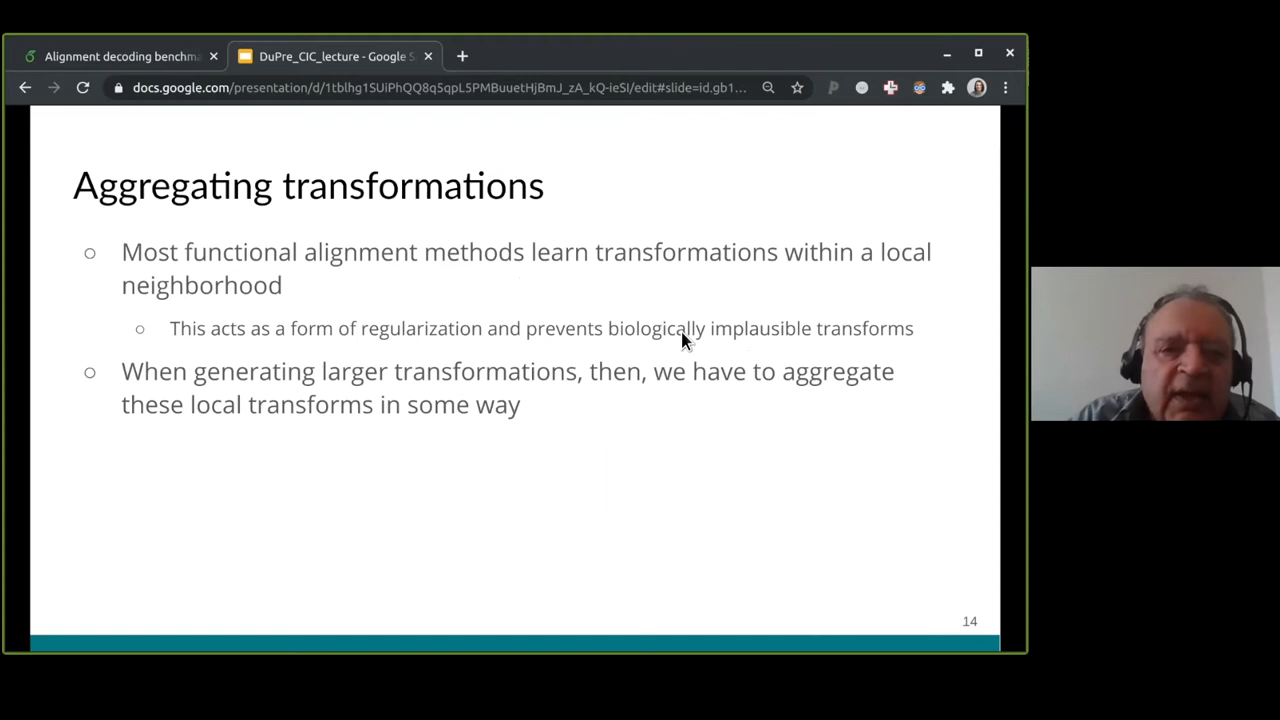 Alignment decoding benchma
DuPre_CIC_lecture - Google S
docs.google.com/presentation/d/1tblhg1SUiPhQQ8q5qpL5PMBuuetHjBmJ_zA_kQ-ieSI/edit#slide=id.gb1...
Aggregating transformations
○ Most functional alignment methods learn transformations within a local
neighborhood
○ This acts as a form of regularization and prevents biologically implausible transforms
○ When generating larger transformations, then, we have to aggregate
these local transforms in some way
14